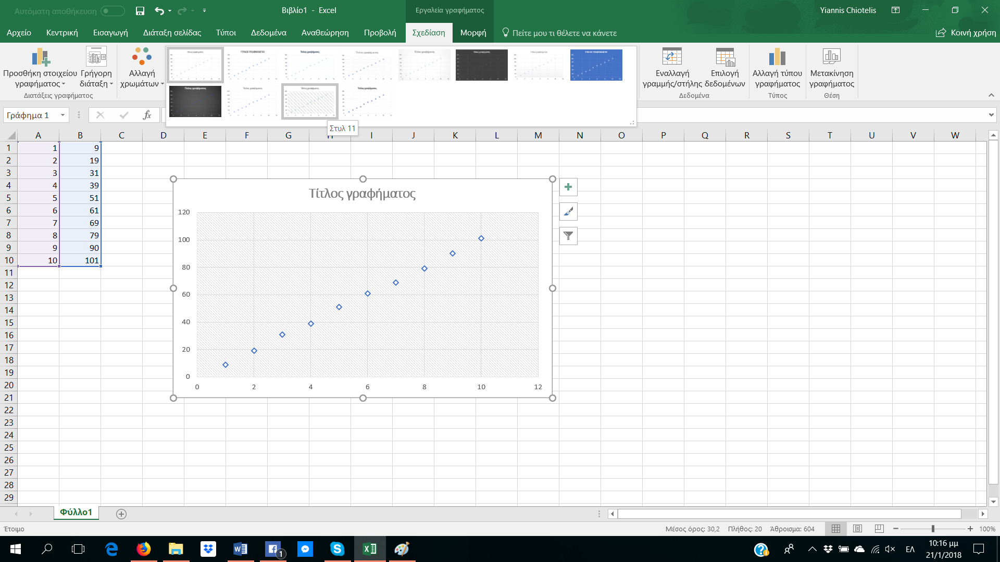 Αυτόματη αποθήκευση
Βιβλίο1 - Excel
Εργαλεία γραφήματος
Yiannis Chiotelis
Αρχείο Κεντρική Εισαγωγή Διάταξη σελίδας Τύποι Δεδομένα Αναθεώρηση Προβολή Σχεδίαση Μορφή Πείτε μου τι θέλετε να κάνετε Κοινή χρήση
Προσθήκη στοιχείου γραφήματος
Γρήγορη διάταξη
Αλλαγή χρωμάτων
Εναλλαγή γραμμής/στήλης
Επιλογή δεδομένων
Αλλαγή τύπου γραφήματος
Μετακίνηση γραφήματος
Διατάξεις γραφήματος
Δεδομένα
Τύπος
Θέση
Γράφημα 1
fx
Στυλ 11
A B C D E F G H I J K L M N O P Q R S T U V W
1 1 9
2 2 19
3 3 31
4 4 39
5 5 51
6 6 61
7 7 69
8 8 79
9 9 90
10 10 101
11
12
13
14
15
16
17
18
19
20
21
22
23
24
25
26
27
28
29
Τίτλος γραφήματος
120
100
80
60
40
20
0
0 2 4 6 8 10 12
Φύλλο1
Έτοιμο
Μέσος όρος: 30,2 Πλήθος: 20 Άθροισμα: 604
100%
1
ΕΛ
10:16 μμ
21/1/2018